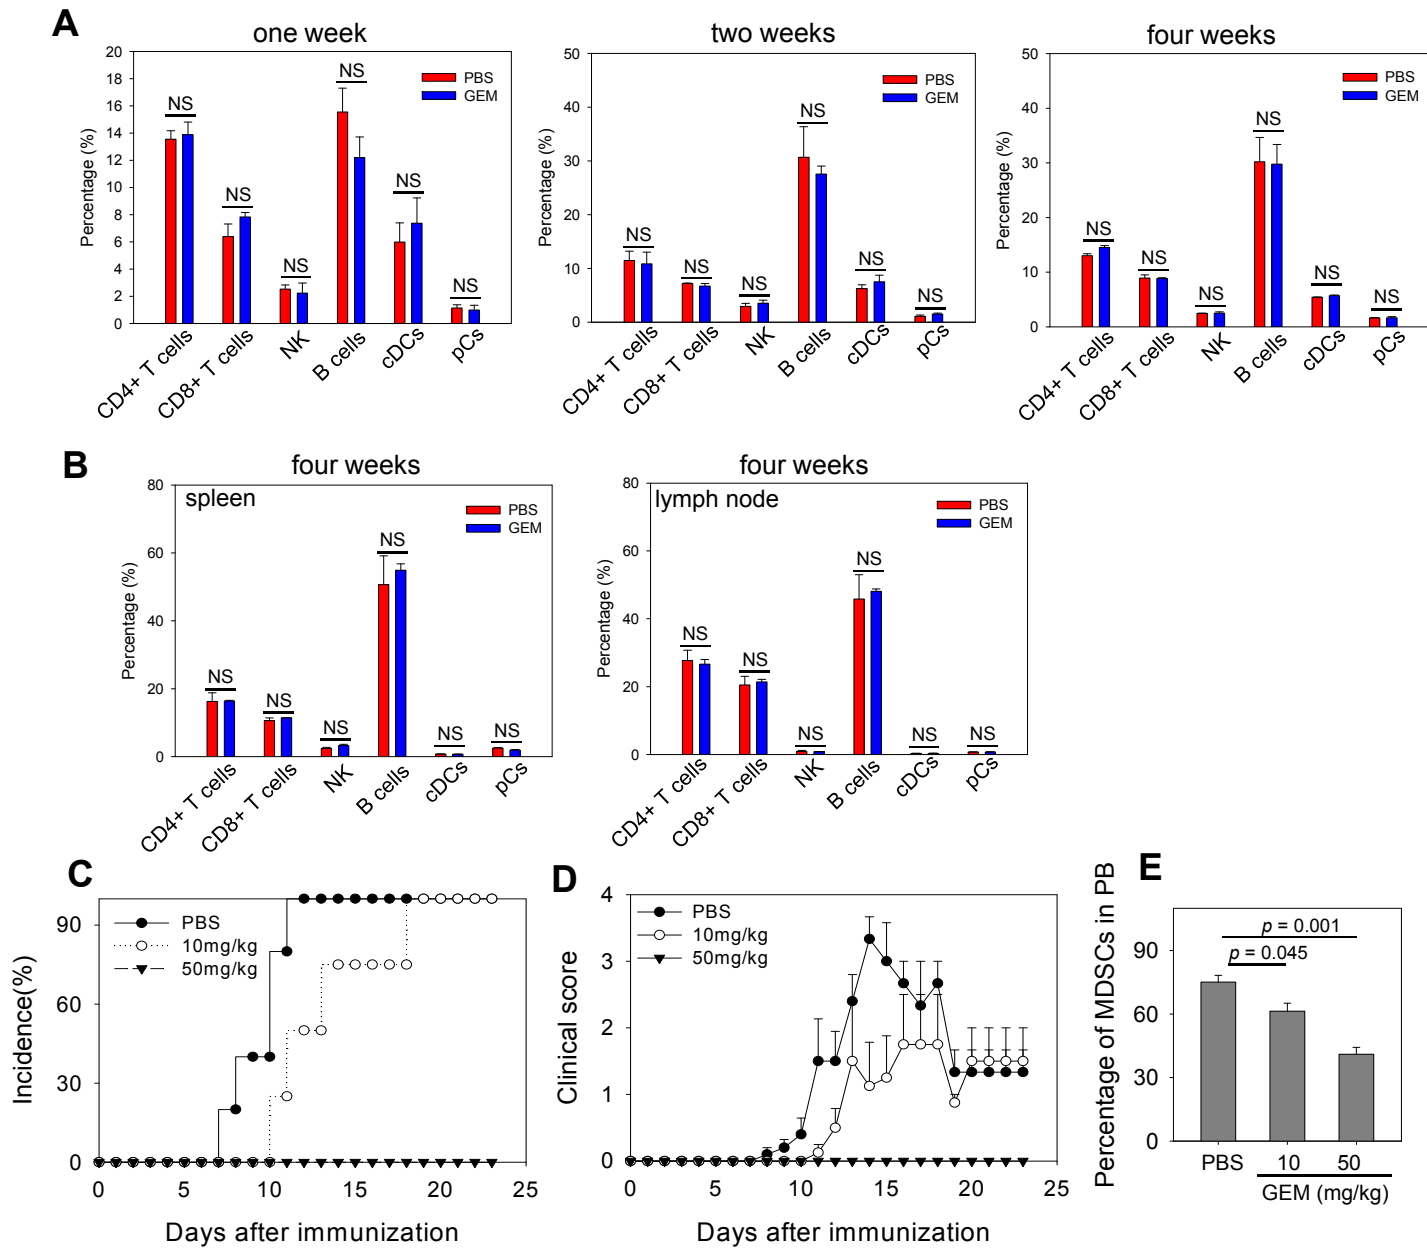 A
one week
Percentage (%)
20
18
16
14
12
10
8
6
4
2
0
NS
NS
NS
NS
NS
NS
PBS
GEM
CD4+ T cells
CD8+ T cells
NK
B cells
cDCs
pCs
two weeks
Percentage (%)
50
40
30
20
10
0
NS
NS
NS
NS
NS
NS
PBS
GEM
CD4+ T cells
CD8+ T cells
NK
B cells
cDCs
pCs
four weeks
Percentage (%)
50
40
30
20
10
0
NS
NS
NS
NS
NS
NS
PBS
GEM
CD4+ T cells
CD8+ T cells
NK
B cells
cDCs
pCs
B
four weeks
spleen
Percentage (%)
80
60
40
20
0
NS
NS
NS
NS
NS
NS
PBS
GEM
CD4+ T cells
CD8+ T cells
NK
B cells
cDCs
pCs
four weeks
lymph node
Percentage (%)
80
60
40
20
0
NS
NS
NS
NS
NS
NS
PBS
GEM
CD4+ T cells
CD8+ T cells
NK
B cells
cDCs
pCs
C
Incidence(%)
90
60
30
0
PBS
10mg/kg
50mg/kg
0 5 10 15 20 25
Days after immunization
D
Clinical score
4
3
2
1
0
PBS
10mg/kg
50mg/kg
0 5 10 15 20 25
Days after immunization
E
Percentage of MDSCs in PB
90
60
30
0
p = 0.001
p = 0.045
PBS 10 50
GEM (mg/kg)